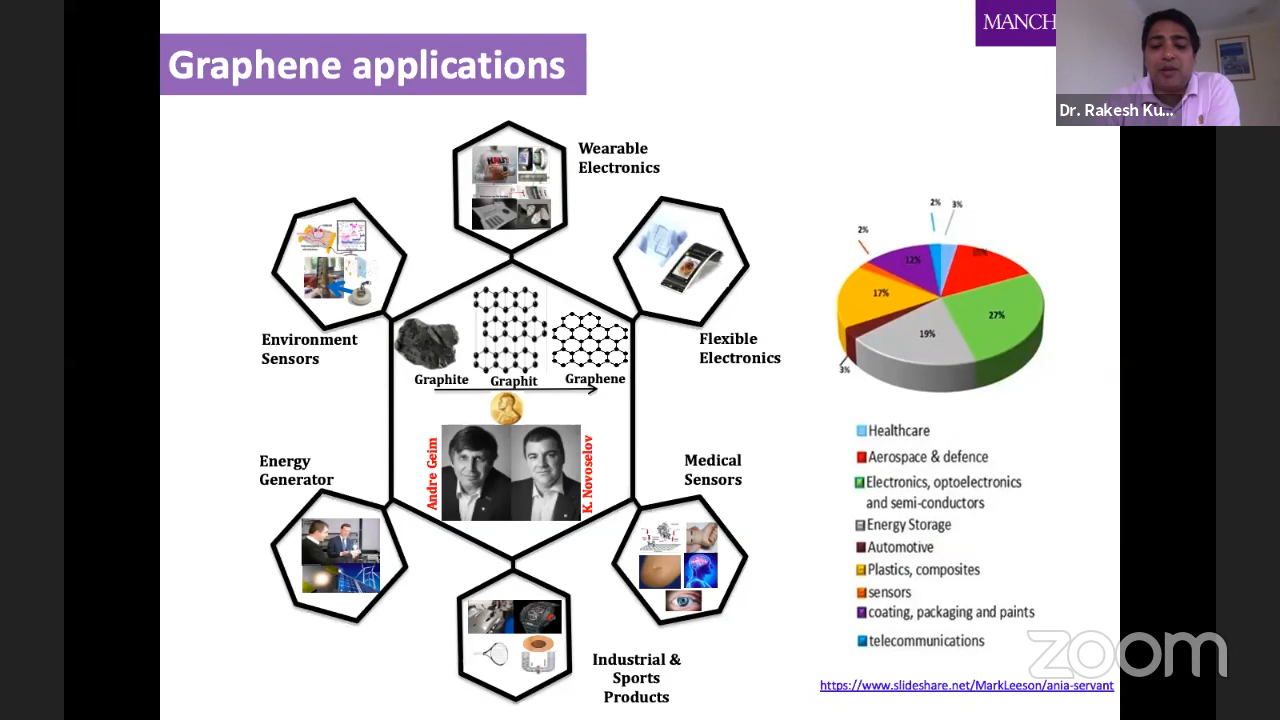 MANCH
Graphene applications
Dr. Rakesh Ku...
Wearable
Electronics
Environment
Sensors
Flexible
Electronics
Graphite
Graphit
Graphene
Andre Geim
K. Novoselov
Energy
Generator
Medical
Sensors
Industrial &
Sports
Products
2%
3%
2%
12%
17%
27%
19%
3%
Healthcare
Aerospace & defence
Electronics, optoelectronics
and semi-conductors
Energy Storage
Automotive
Plastics, composites
sensors
coating, packaging and paints
telecommunications
zoom
https://www.slideshare.net/MarkLeeson/ania-servant